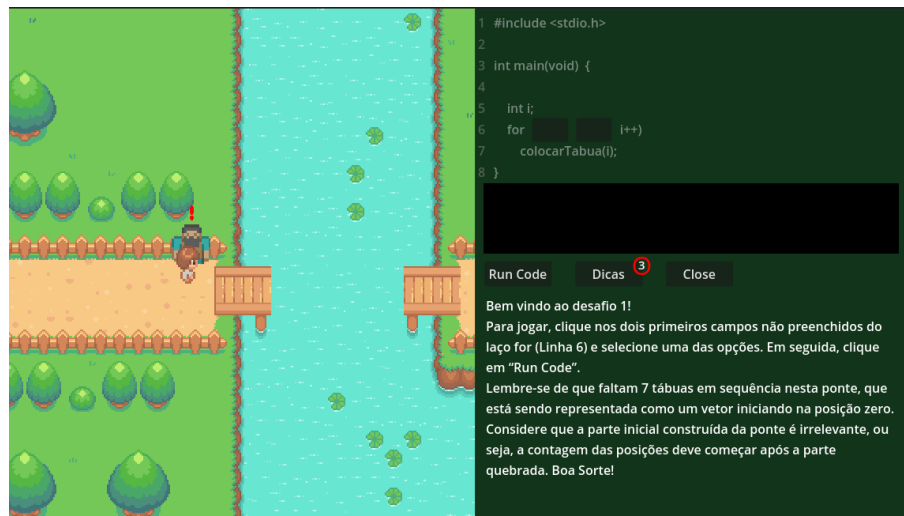 1 #include <stdio.h>
2
3 int main(void) {
4
5 int i;
6 for i++)
7 colocarTabua(i);
8 }
Run Code
Dicas
3
Close
Bem vindo ao desafio 1!
Para jogar, clique nos dois primeiros campos não preenchidos do
laço for (Linha 6) e selecione uma das opções. Em seguida, clique
em “Run Code”.
Lembre-se de que faltam 7 tábuas em sequência nesta ponte, que
está sendo representada como um vetor iniciando na posição zero.
Considere que a parte inicial construída da ponte é irrelevante, ou
seja, a contagem das posições deve começar após a parte
quebrada. Boa Sorte!